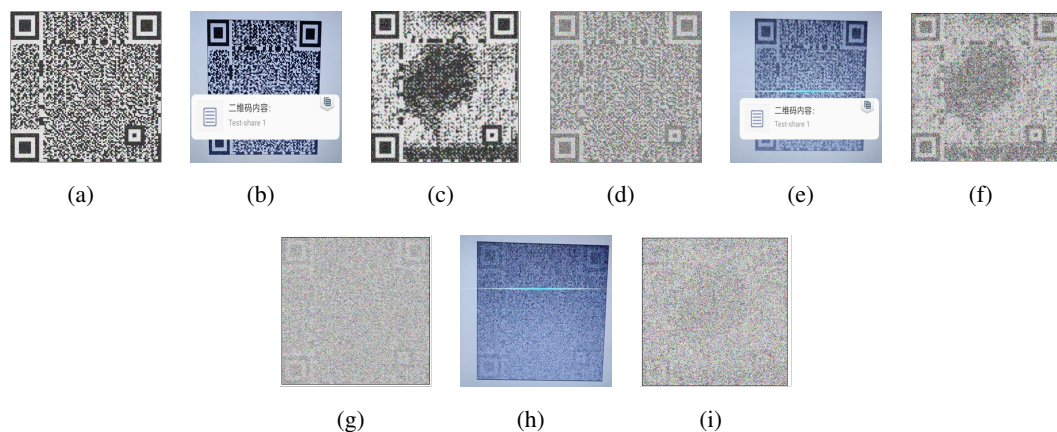 二维码内容:
Test-share 1
二维码内容:
Test-share 1
(a)
(b)
(c)
(d)
(e)
(f)
(g)
(h)
(i)